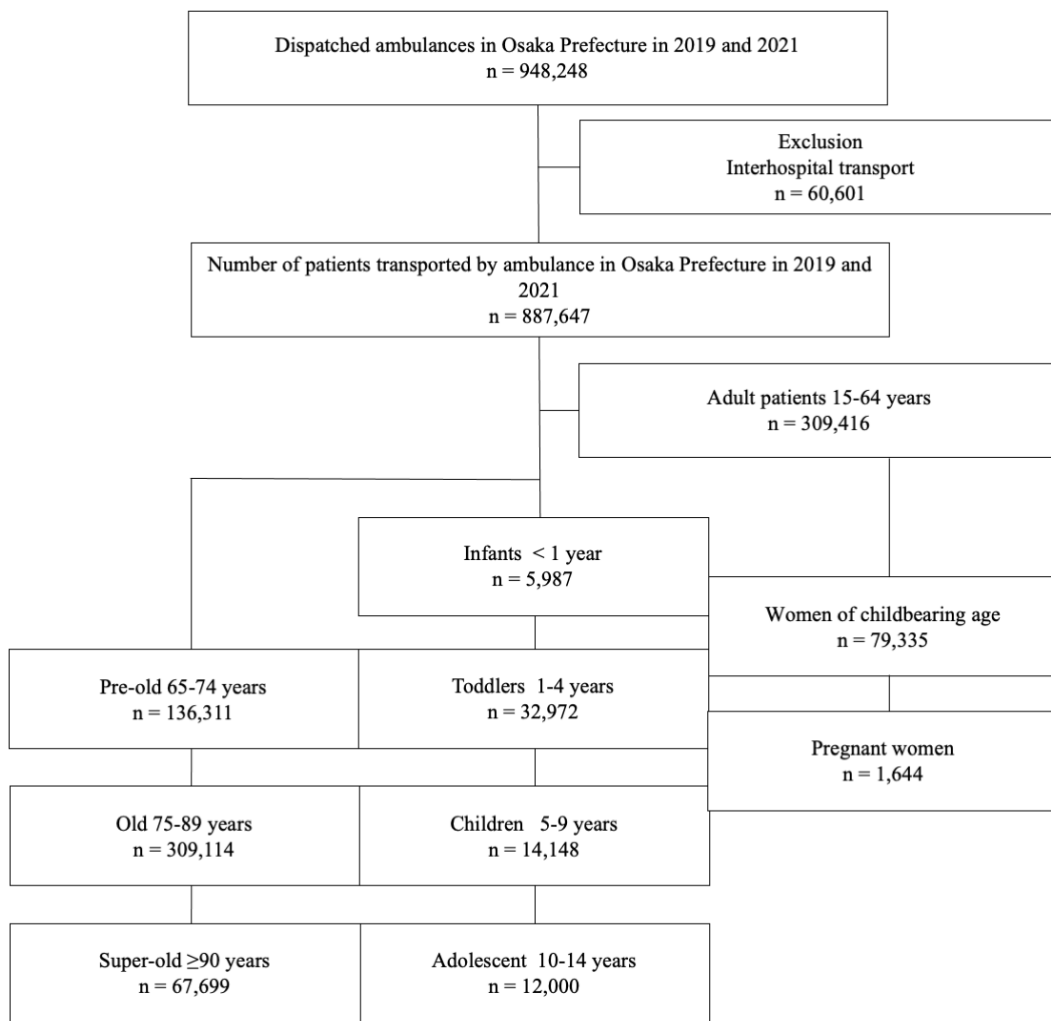 Dispatched ambulances in Osaka Prefecture in 2019 and 2021
n = 948,248
Exclusion
Interhospital transport
n = 60,601
Number of patients transported by ambulance in Osaka Prefecture in 2019 and
2021
n = 887,647
Adult patients 15-64 years
n = 309,416
Infants < 1 year
n = 5,987
Women of childbearing age
n = 79,335
Pre-old 65-74 years
n = 136,311
Toddlers 1-4 years
n = 32,972
Pregnant women
n = 1,644
Old 75-89 years
n = 309,114
Children 5-9 years
n = 14,148
Super-old ≥90 years
n = 67,699
Adolescent 10-14 years
n = 12,000